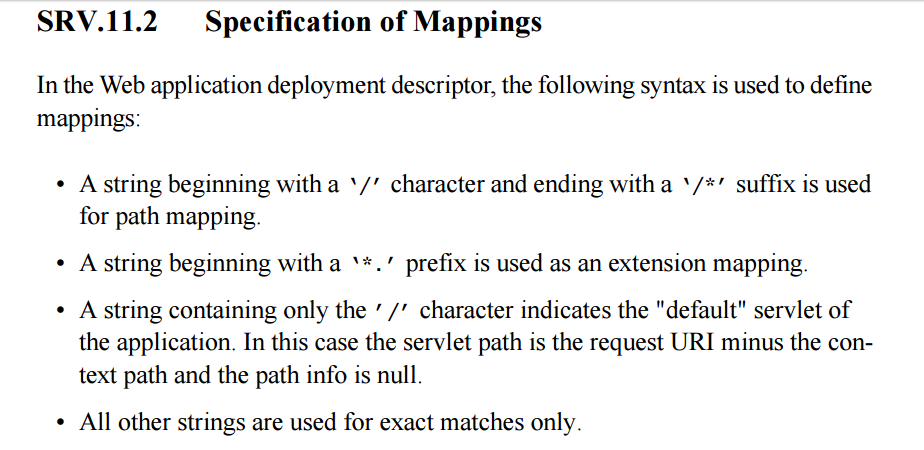 SRV.11.2 Specification of Mappings
In the Web application deployment descriptor, the following syntax is used to define
mappings:
• A string beginning with a ‘/’ character and ending with a ‘/*’ suffix is used
for path mapping.
• A string beginning with a ‘*.’ prefix is used as an extension mapping.
• A string containing only the ’/’ character indicates the "default" servlet of
the application. In this case the servlet path is the request URI minus the con-
text path and the path info is null.
• All other strings are used for exact matches only.